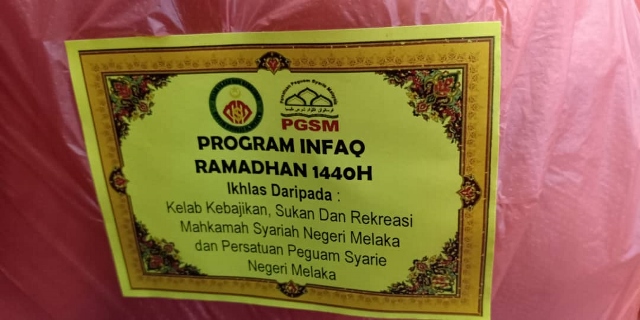 PGSM
PROGRAM INFAQ
RAMADHAN 1440H
Ikhlas Daripada :
Kelab Kebajikan, Sukan Dan Rekreasi
Mahkamah Syariah Negeri Melaka
dan Persatuan Peguam Syarie
Negeri Melaka